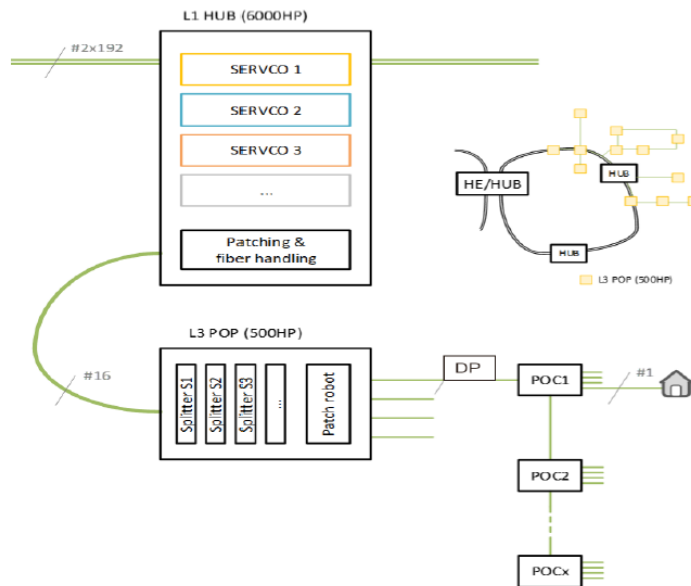 L1 HUB (6000HP)
#2x192
SERVCO 1
SERVCO 2
SERVCO 3
...
Patching &
fiber handling
HE/HUB
HUB
HUB
L3 POP (500HP)
L3 POP (500HP)
#16
Splitter S1
Splitter S2
Splitter S3
...
Patch robot
DP
POC1
#1
POC2
POCx